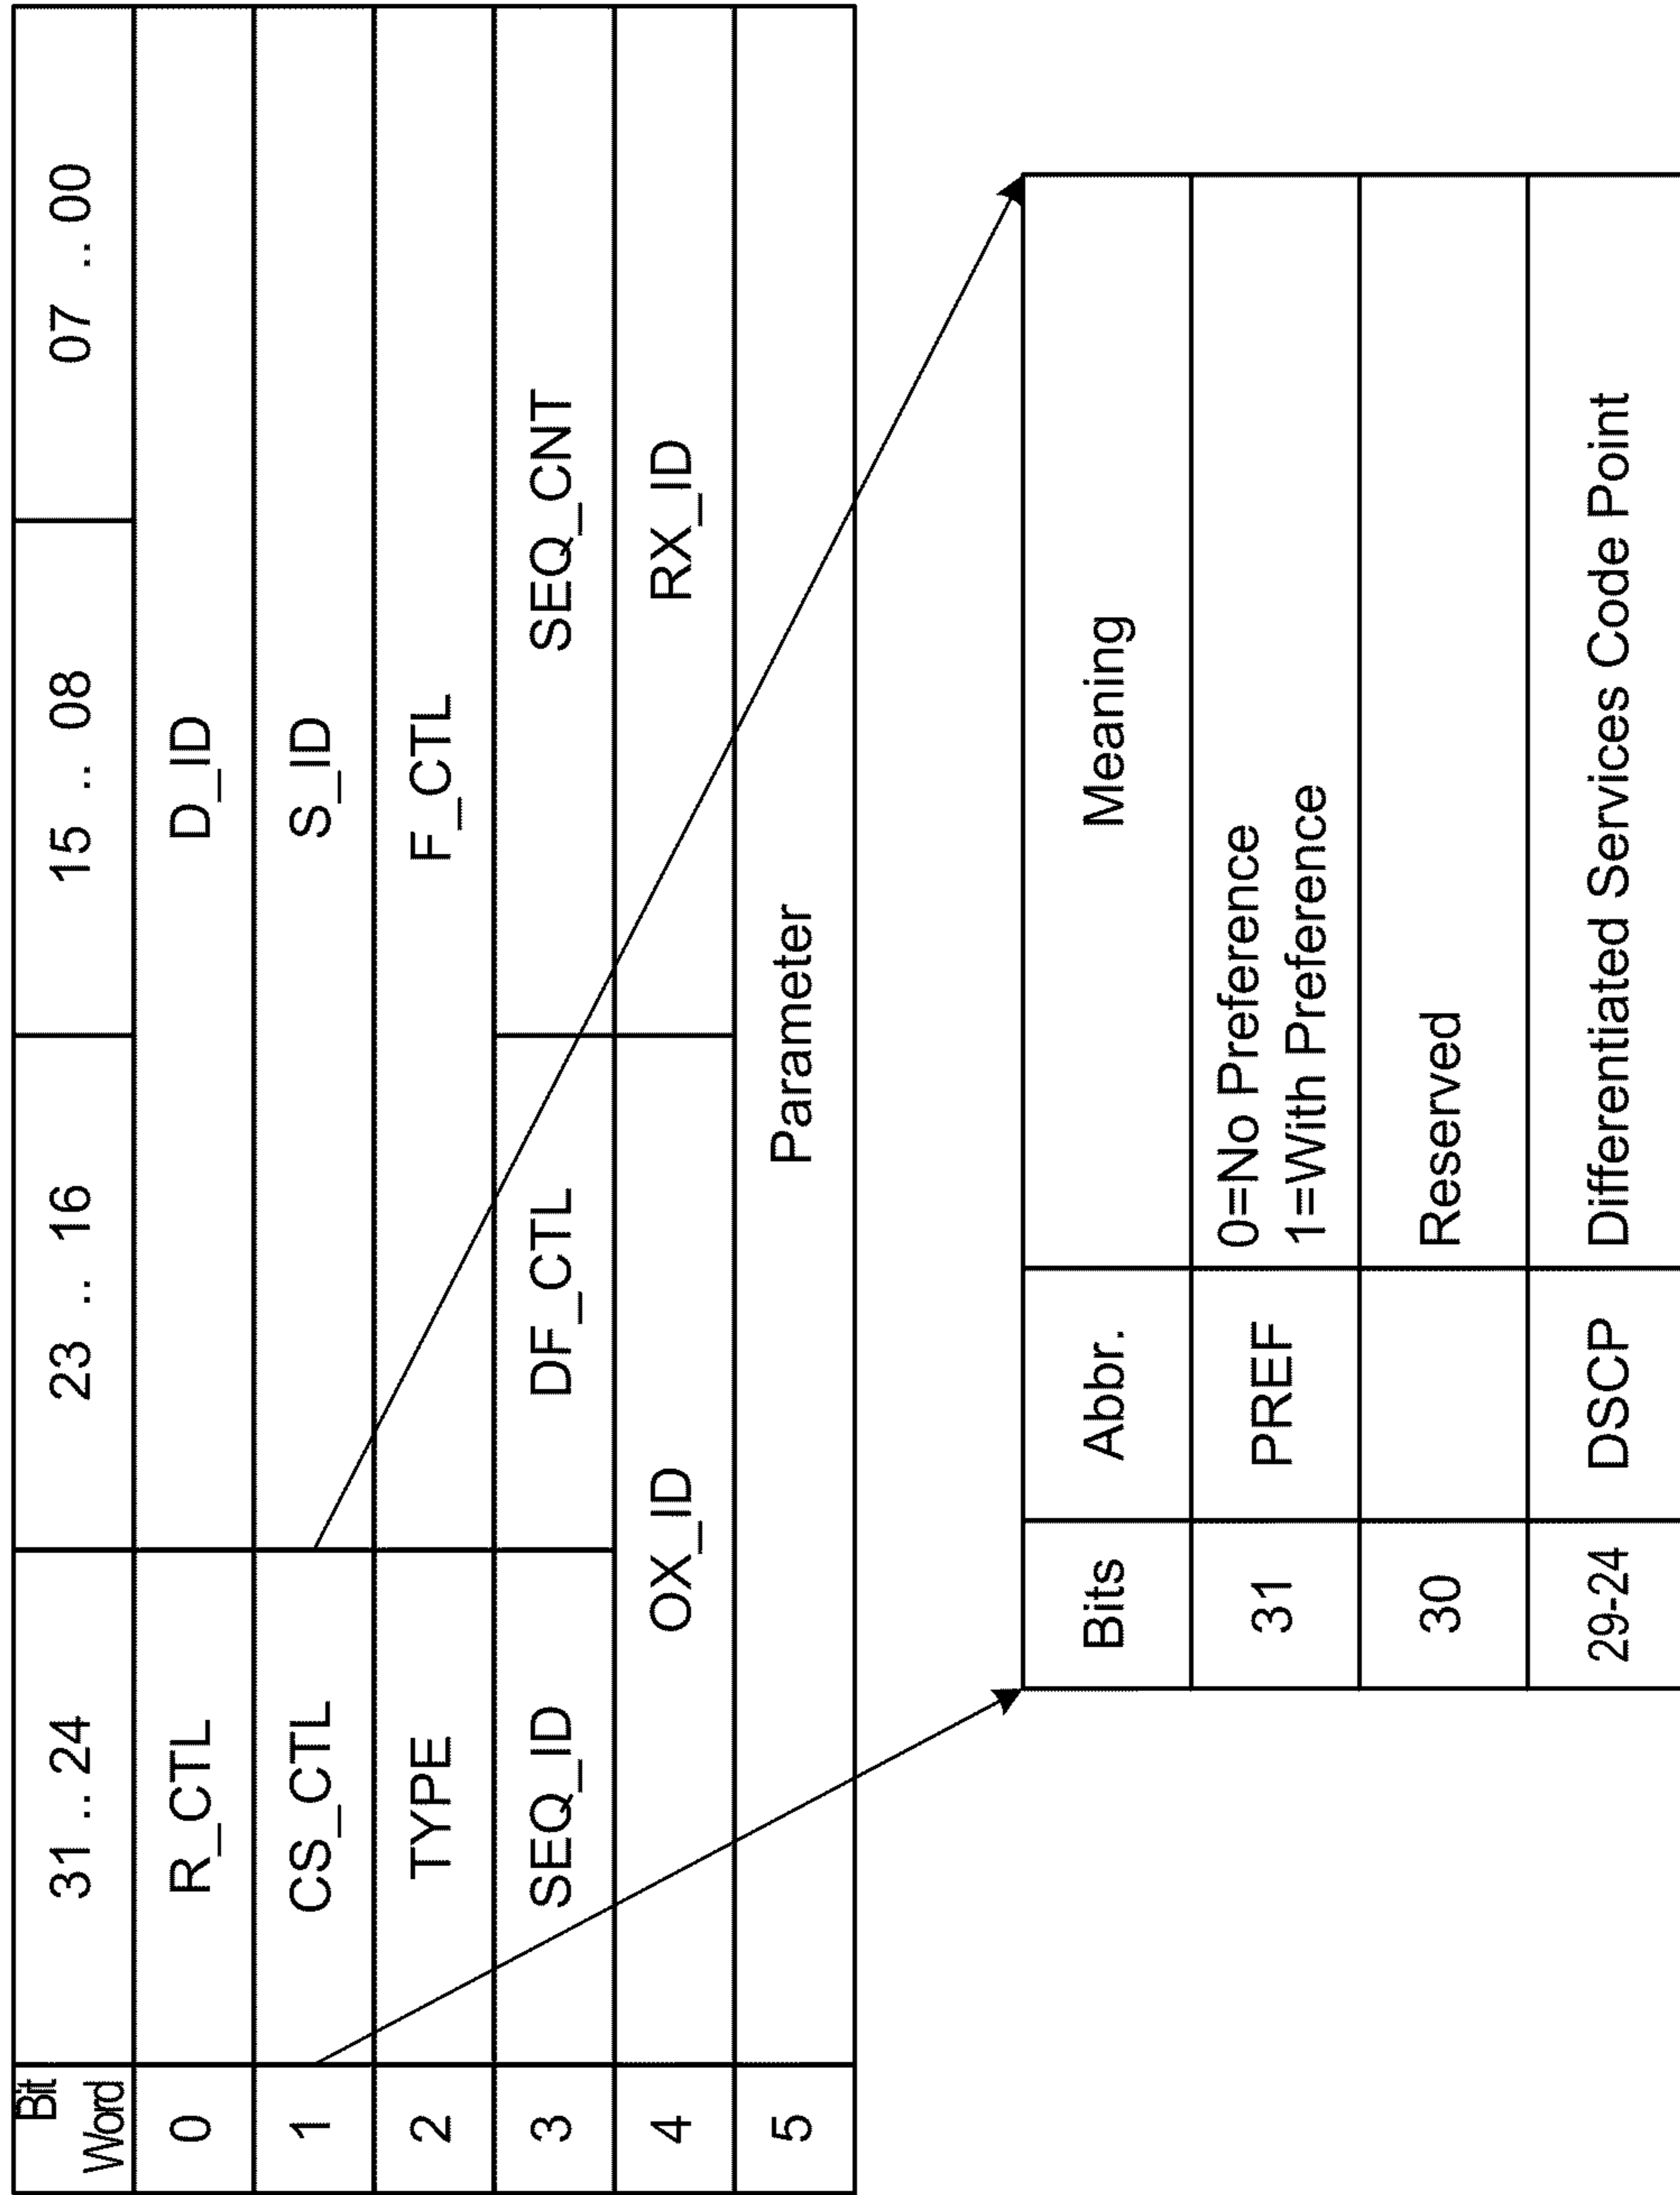 Bit
Word
31 .. 24
23 .. 16
15 .. 08
07 .. 00
0
R_CTL
D_ID
1
CS_CTL
S_ID
2
TYPE
F_CTL
3
SEQ_ID
DF_CTL
SEQ_CNT
4
OX_ID
RX_ID
5
Parameter
Bits
Abbr.
Meaning
31
PREF
0=No Preference
1=With Preference
30
Reserved
29-24
DSCP
Differentiated Services Code Point